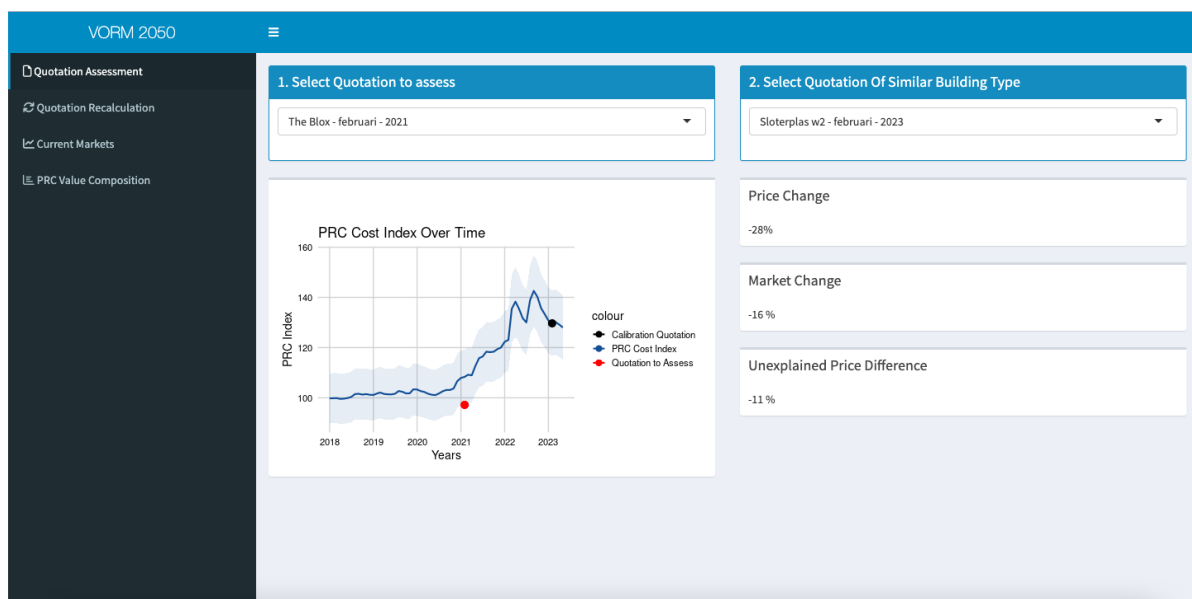 VORM 2050
Quotation Assessment
Quotation Recalculation
Current Markets
PRC Value Composition
1. Select Quotation to assess
The Blox - februari - 2021
2. Select Quotation Of Similar Building Type
Sloterplas w2 - februari - 2023
PRC Cost Index Over Time
PRC Index
160
140
120
100
2018 2019 2020 2021 2022 2023
Years
colour
Calibration Quotation
PRC Cost Index
Quotation to Assess
Price Change
-28%
Market Change
-16 %
Unexplained Price Difference
-11 %